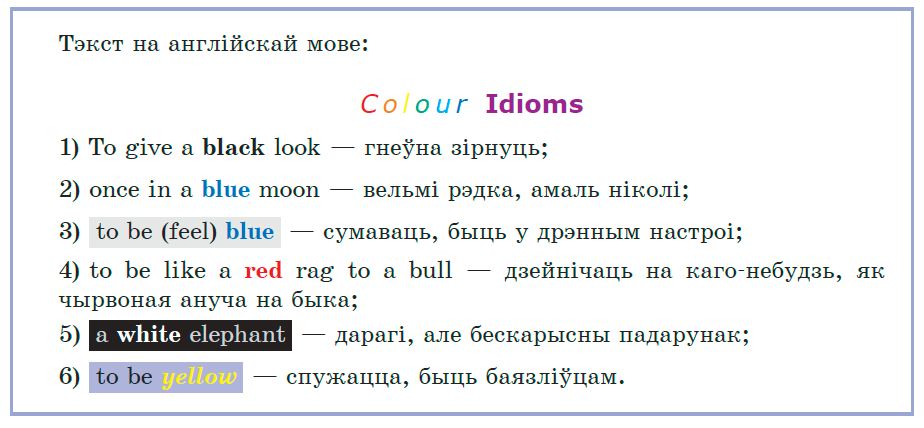 Тэкст на англійскай мове:
Colour Idioms
1) To give a black look — гнеўна зірнуць;
2) once in a blue moon — вельмі рэдка, амаль ніколі;
3) to be (feel) blue — сумаваць, быць у дрэнным настроі;
4) to be like a red rag to a bull — дзейнічаць на каго-небудзь, як
чырвоная ануча на быка;
5) a white elephant — дарагі, але бескарысны падарунак;
6) to be yellow — спужацца, быць баязліўцам.